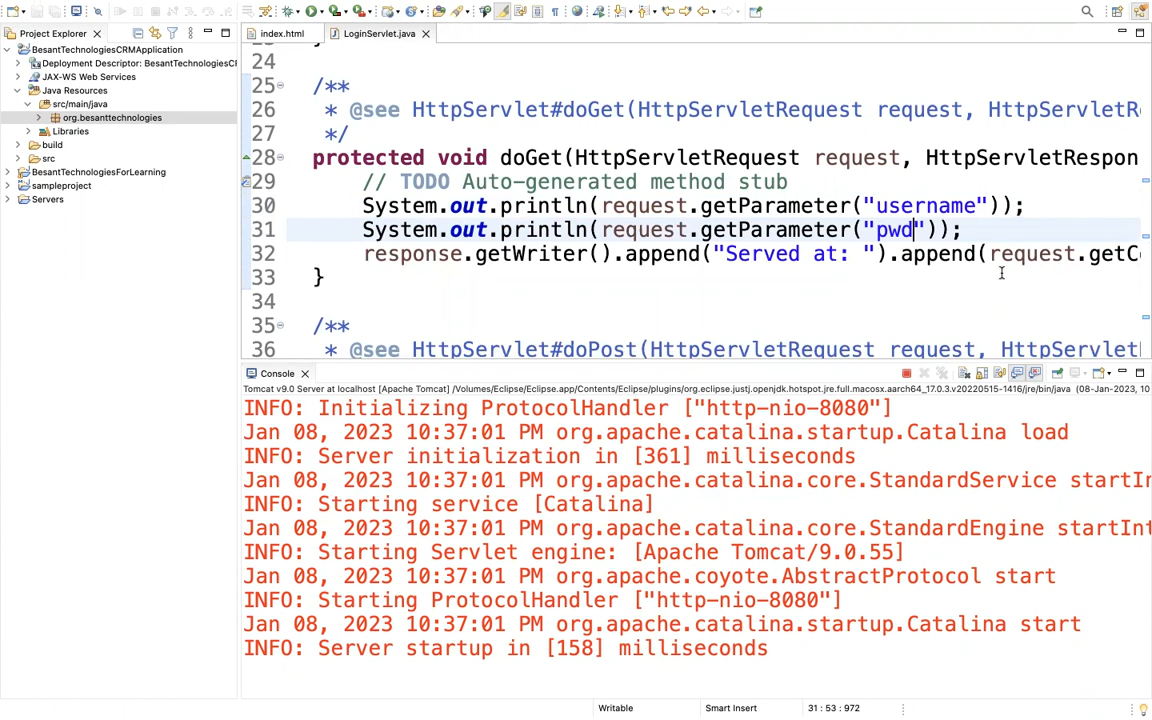 Project Explorer
BesantTechnologiesCRMApplication
Deployment Descriptor: BesantTechnologiesCF
JAX-WS Web Services
Java Resources
src/main/java
org.besanttechnologies
Libraries
build
src
BesantTechnologiesForLearning
sampleproject
Servers
index.html
LoginServlet.java
24
25 /**
26 * @see HttpServlet#doGet(HttpServletRequest request, HttpServletRe
27 */
28 protected void doGet(HttpServletRequest request, HttpServletRespon
29 // TODO Auto-generated method stub
30 System.out.println(request.getParameter("username"));
31 System.out.println(request.getParameter("pwd"));
32 response.getWriter().append("Served at: ").append(request.getCo
33 }
34
35 /**
36 * @see HttpServlet#doPost(HttpServletRequest request, HttpServletR
Console
Tomcat v9.0 Server at localhost [Apache Tomcat] /Volumes/Eclipse/Eclipse.app/Contents/Eclipse/plugins/org.eclipse.justj.openjdk.hotspot.jre.full.macosx.aarch64_17.0.3.v20220515-1416/jre/bin/java (08-Jan-2023, 10
INFO: Initializing ProtocolHandler ["http-nio-8080"]
Jan 08, 2023 10:37:01 PM org.apache.catalina.startup.Catalina load
INFO: Server initialization in [361] milliseconds
Jan 08, 2023 10:37:01 PM org.apache.catalina.core.StandardService startIn
INFO: Starting service [Catalina]
Jan 08, 2023 10:37:01 PM org.apache.catalina.core.StandardEngine startInt
INFO: Starting Servlet engine: [Apache Tomcat/9.0.55]
Jan 08, 2023 10:37:01 PM org.apache.coyote.AbstractProtocol start
INFO: Starting ProtocolHandler ["http-nio-8080"]
Jan 08, 2023 10:37:01 PM org.apache.catalina.startup.Catalina start
INFO: Server startup in [158] milliseconds
Writable
Smart Insert
31 : 53 : 972